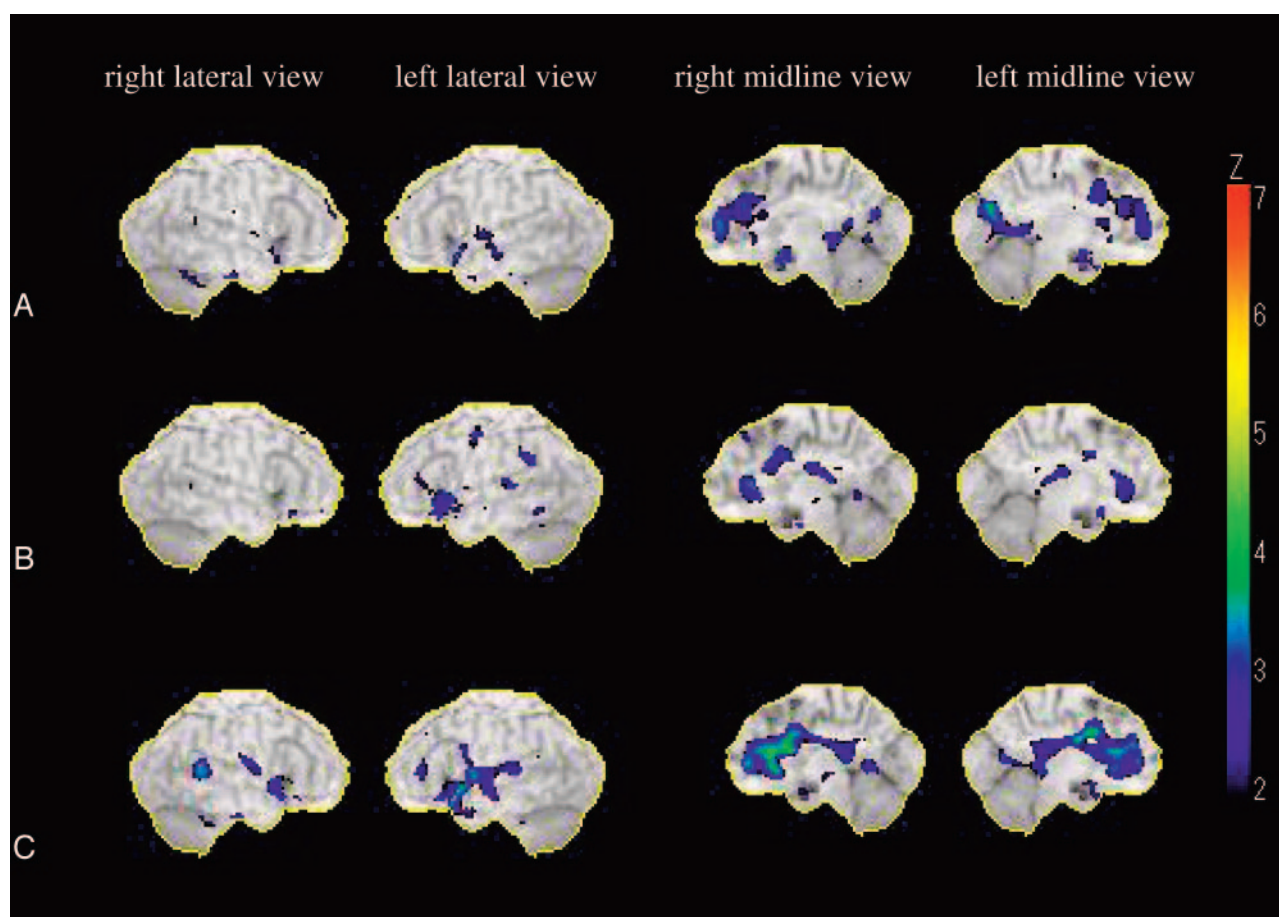 right lateral view
left lateral view
right midline view
left midline view
A
B
C
Z
7
6
5
4
3
2